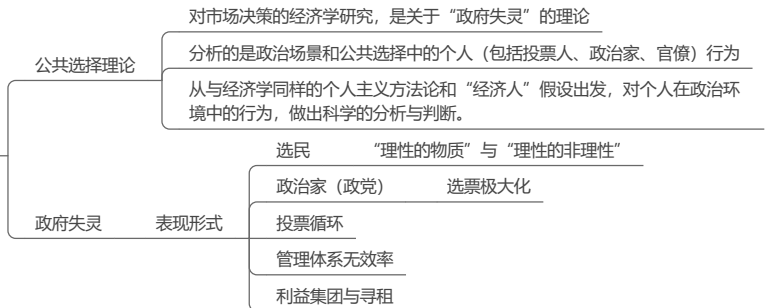 对市场决策的经济学研究，是关于“政府失灵”的理论
公共选择理论
分析的是政治场景和公共选择中的个人（包括投票人、政治家、官僚）行为
从与经济学同样的个人主义方法论和“经济人”假设出发，对个人在政治环
境中的行为，做出科学的分析与判断。
选民 “理性的物质”与“理性的非理性”
政治家（政党） 选票极大化
政府失灵 表现形式 投票循环
管理体系无效率
利益集团与寻租